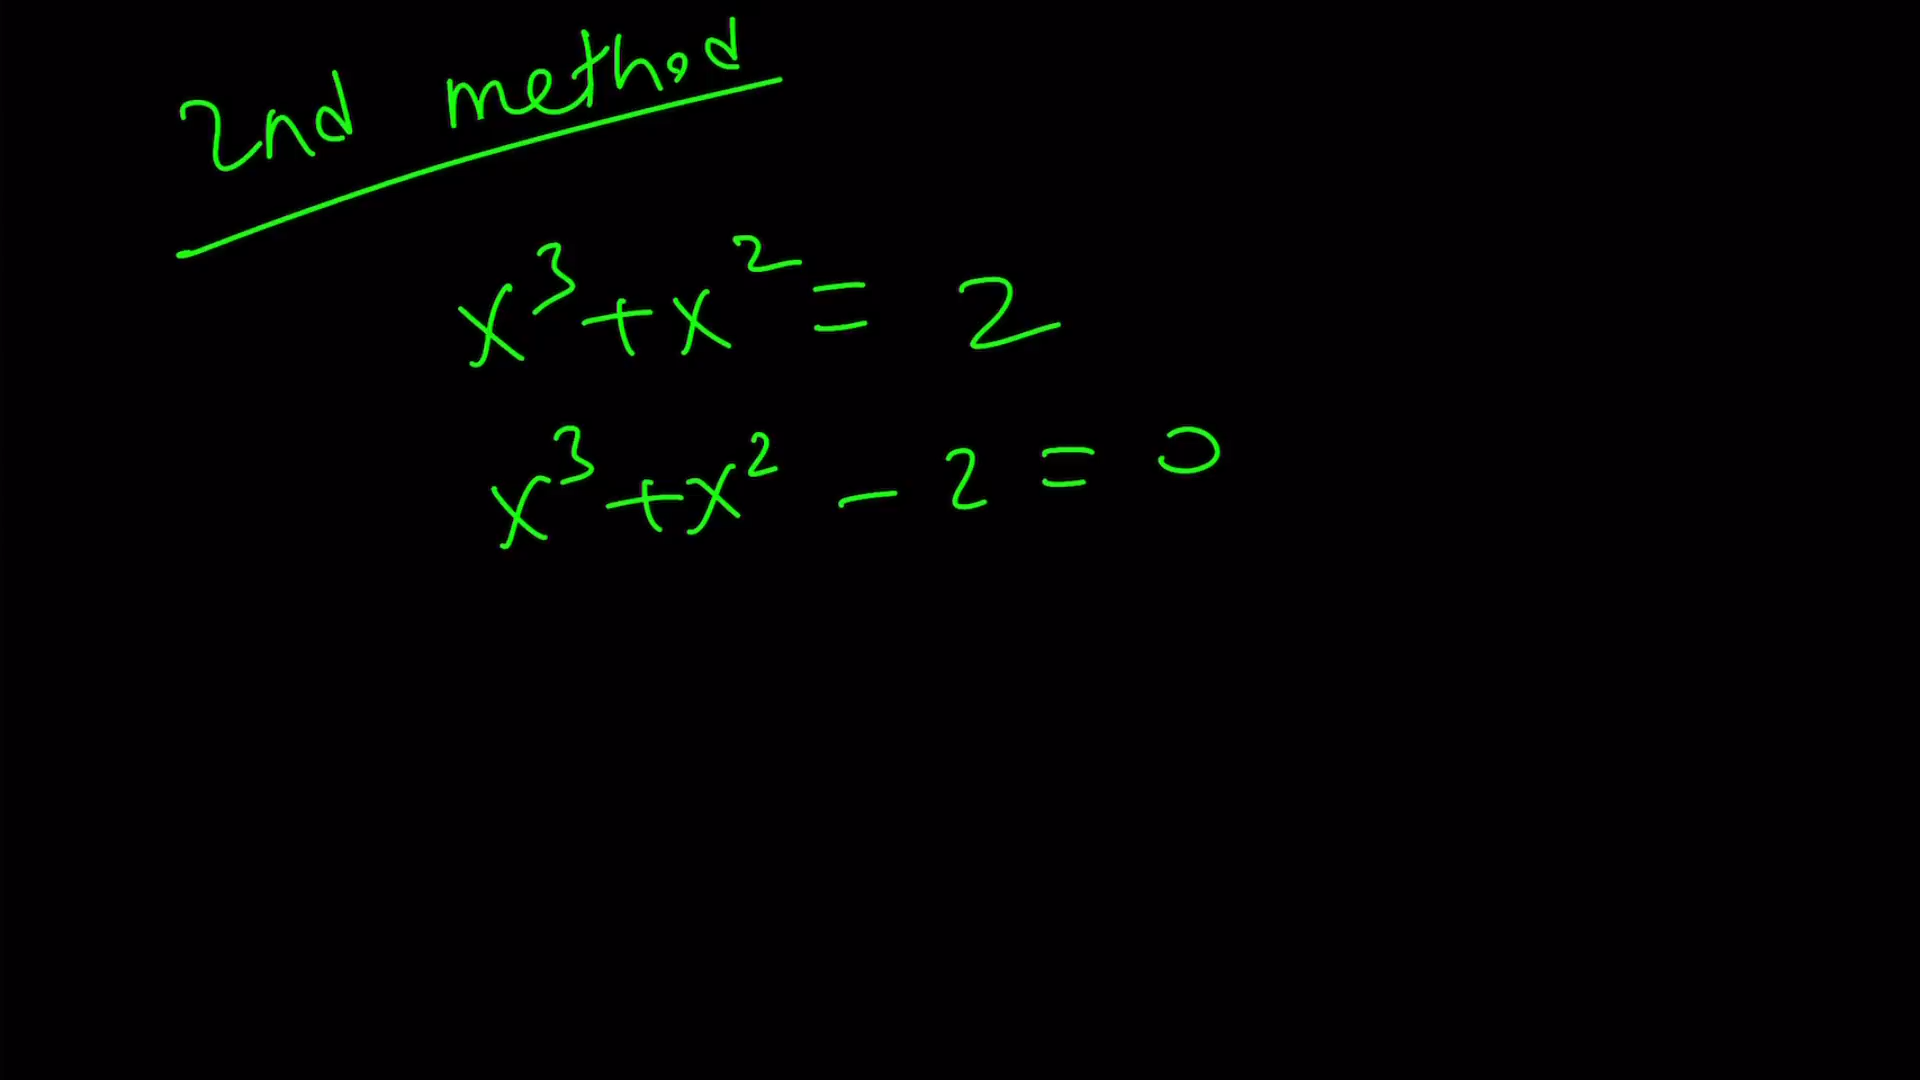 2nd method
x³+x²= 2
x³+x² - 2 = 0